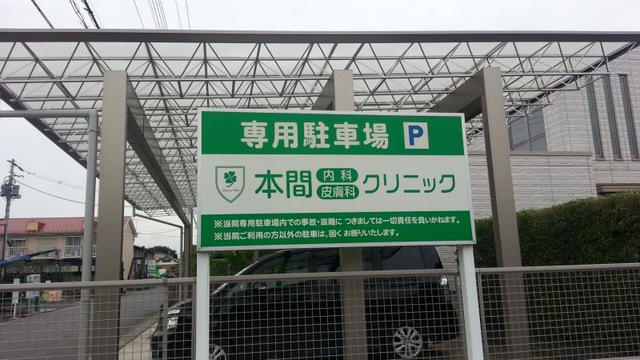 専用駐車場 P
本間 内科 皮膚科 クリニック
※当院専用駐車場内での事故・盗難に つきましては一切責任を負いかねます。
※当院ご利用の方以外の駐車は、固くお断りいたします。